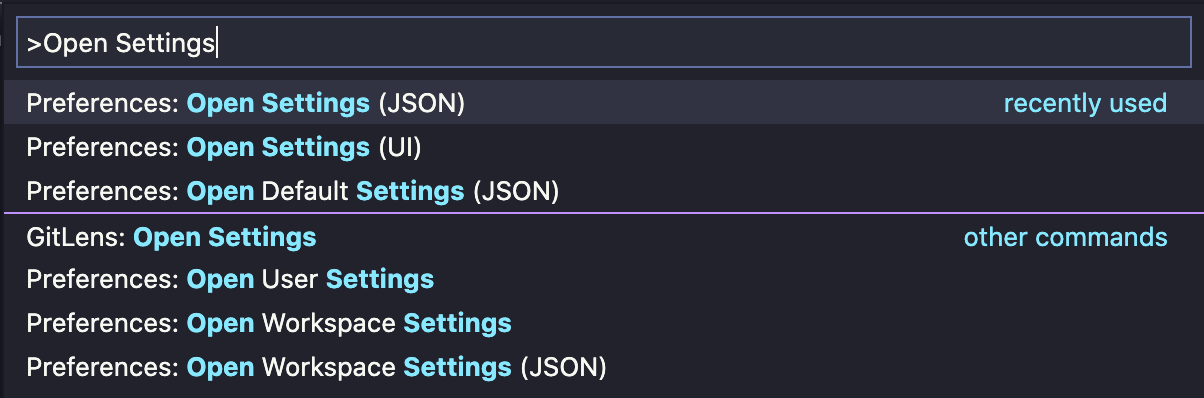 >Open Settings
Preferences: Open Settings (JSON) recently used
Preferences: Open Settings (UI)
Preferences: Open Default Settings (JSON)
GitLens: Open Settings other commands
Preferences: Open User Settings
Preferences: Open Workspace Settings
Preferences: Open Workspace Settings (JSON)